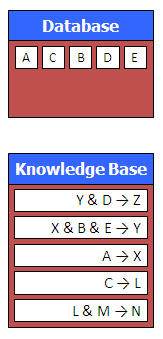 Database
A C B D E
Knowledge Base
Y & D → Z
X & B & E → Y
A → X
C → L
L & M → N